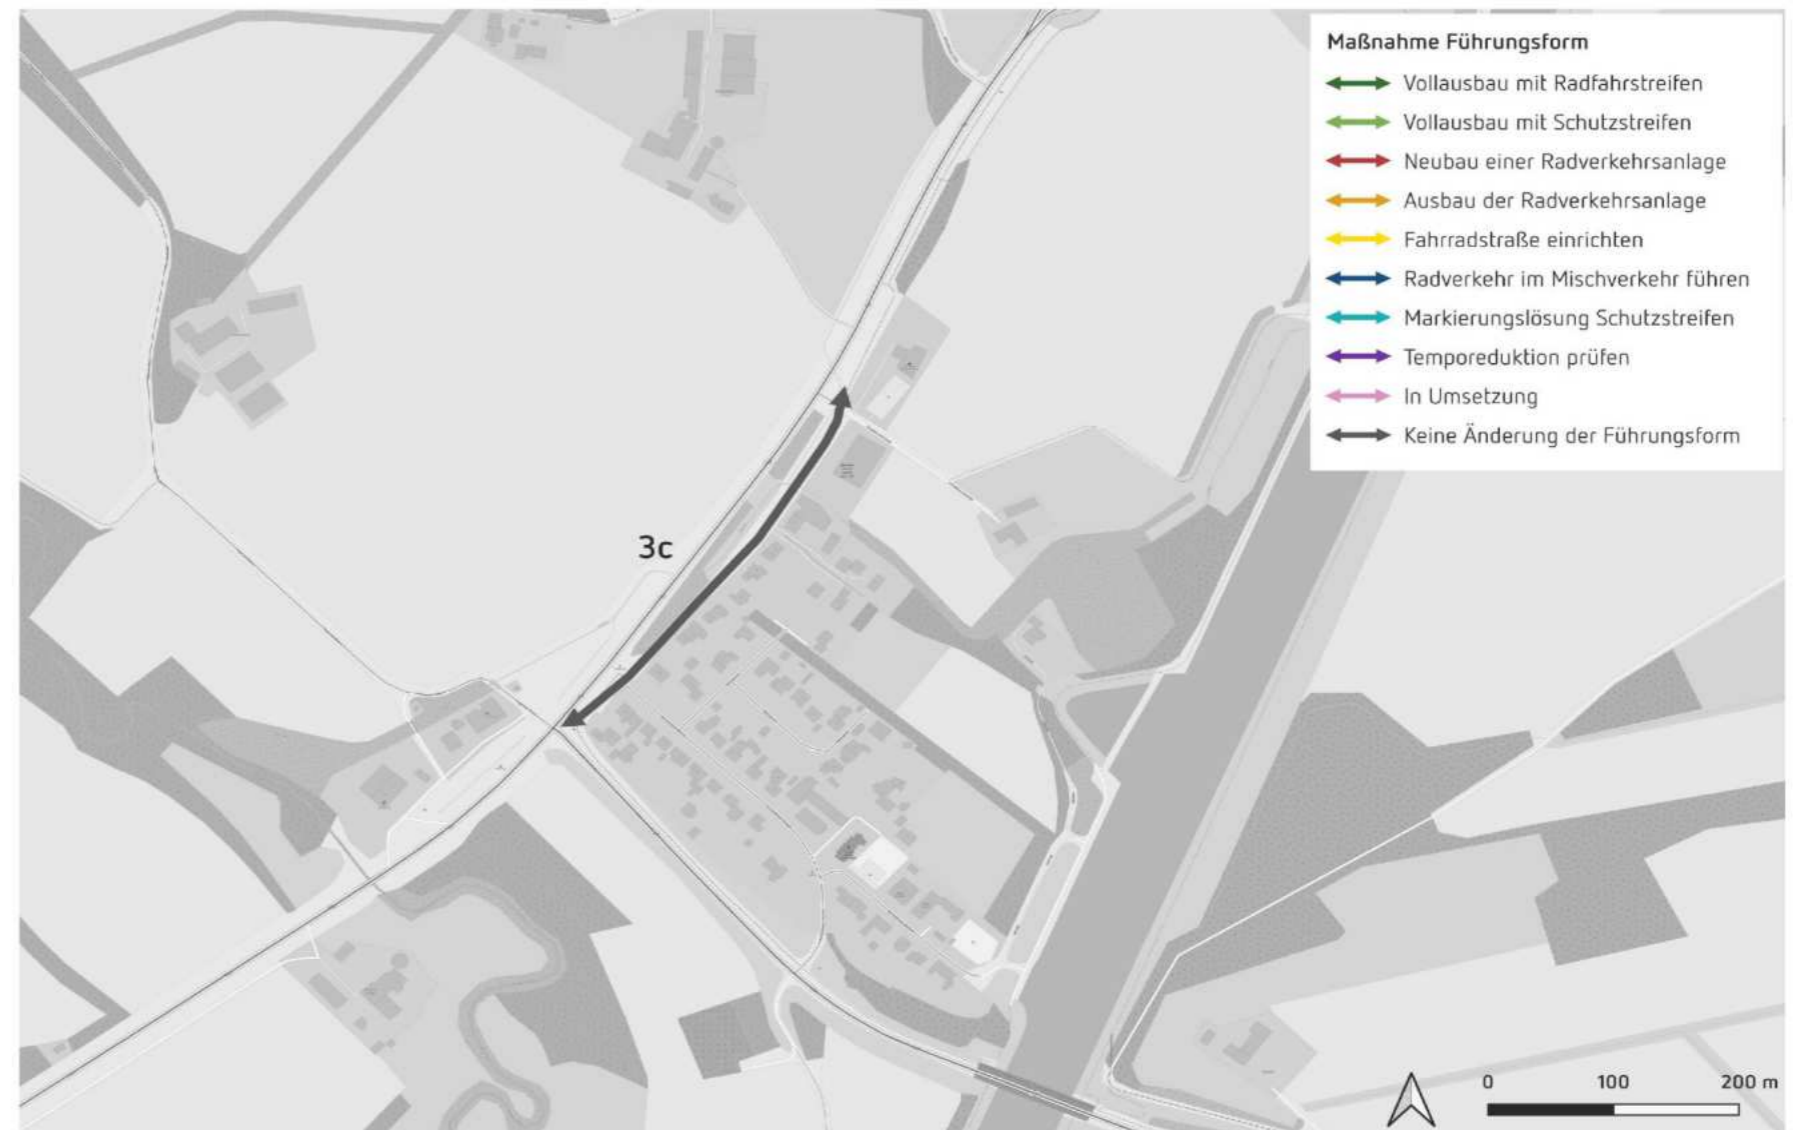 Maßnahme Führungsform
Vollausbau mit Radfahrstreifen
Vollausbau mit Schutzstreifen
Neubau einer Radverkehrsanlage
Ausbau der Radverkehrsanlage
Fahrradstraße einrichten
Radverkehr im Mischverkehr führen
Markierungslösung Schutzstreifen
Temporeduktion prüfen
In Umsetzung
Keine Änderung der Führungsform
3c
0 100 200 m